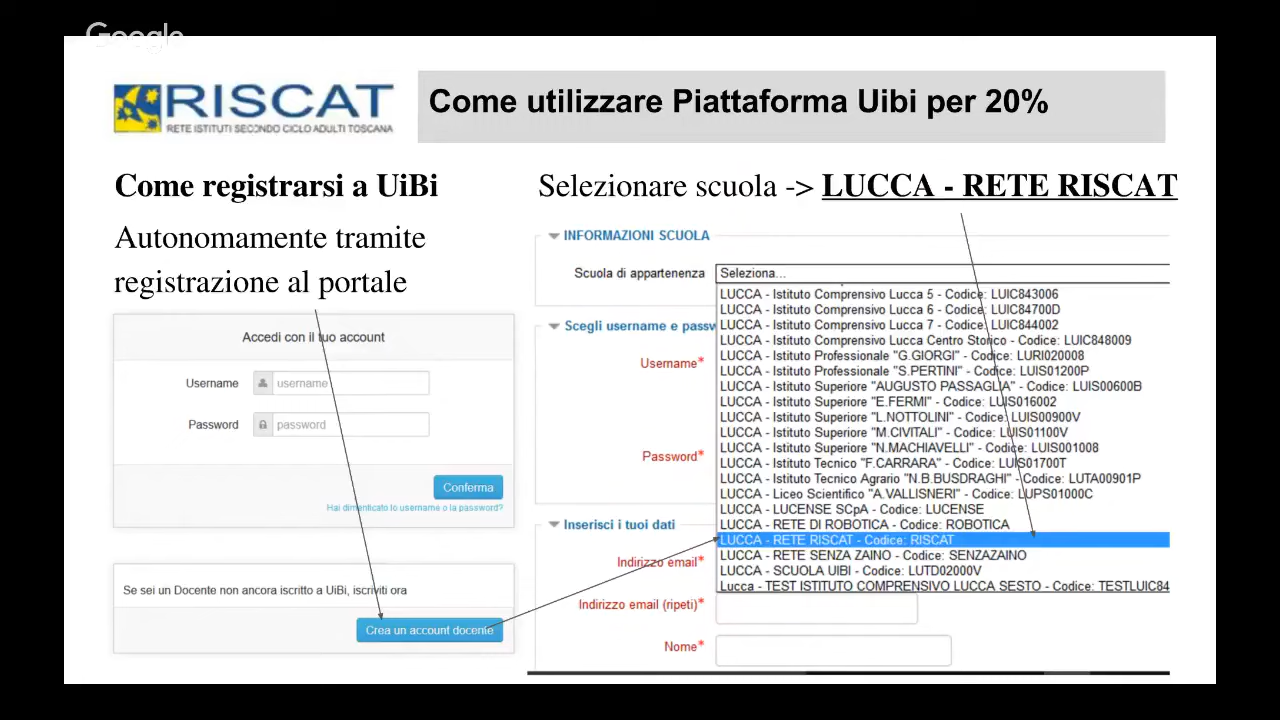 Google
RISCAT
RETE ISTITUTI SECONDO CICLO ADULTI TOSCANA
Come utilizzare Piattaforma Uibi per 20%
Come registrarsi a UiBi
Autonomamente tramite
registrazione al portale
Accedi con il tuo account
Username username
Password password
Conferma
Hai dimenticato lo username o la password?
Se sei un Docente non ancora iscritto a UiBi, iscriviti ora
Crea un account docente
Selezionare scuola -> LUCCA - RETE RISCAT
INFORMAZIONI SCUOLA
Scuola di appartenenza Seleziona...
LUCCA - Istituto Comprensivo Lucca 5 - Codice: LUIC843006
LUCCA - Istituto Comprensivo Lucca 6 - Codice: LUIC84700D
LUCCA - Istituto Comprensivo Lucca 7 - Codice: LUIC844002
LUCCA - Istituto Comprensivo Lucca Centro Storico - Codice: LUIC848009
LUCCA - Istituto Professionale "G.GIORGI" - Codice: LURI020008
LUCCA - Istituto Professionale "S.PERTINI" - Codice: LUIS01200P
LUCCA - Istituto Superiore "AUGUSTO PASSAGLIA" - Codice: LUIS00600B
LUCCA - Istituto Superiore "E.FERMI" - Codice: LUIS016002
LUCCA - Istituto Superiore "L.NOTTOLINI" - Codice: LUIS00900V
LUCCA - Istituto Superiore "M.CIVITALI" - Codice: LUIS01100V
LUCCA - Istituto Superiore "N.MACHIAVELLI" - Codice: LUIS001008
LUCCA - Istituto Tecnico "F.CARRARA" - Codice: LUIS01700T
LUCCA - Istituto Tecnico Agrario "N.B.BUSDRAGHI" - Codice: LUTA00901P
LUCCA - Liceo Scientifico "A.VALLISNERI" - Codice: LUPS01000C
LUCCA - LUCENSE SCpA - Codice: LUCENSE
LUCCA - RETE DI ROBOTICA - Codice: ROBOTICA
LUCCA - RETE RISCAT - Codice: RISCAT
LUCCA - RETE SENZA ZAINO - Codice: SENZAZAINO
LUCCA - SCUOLA UIBI - Codice: LUTD02000V
Lucca - TEST ISTITUTO COMPRENSIVO LUCCA SESTO - Codice: TESTLUIC84
Scegli username e passw
Username*
Password*
Inserisci i tuoi dati
Indirizzo email*
Indirizzo email (ripeti)*
Nome*